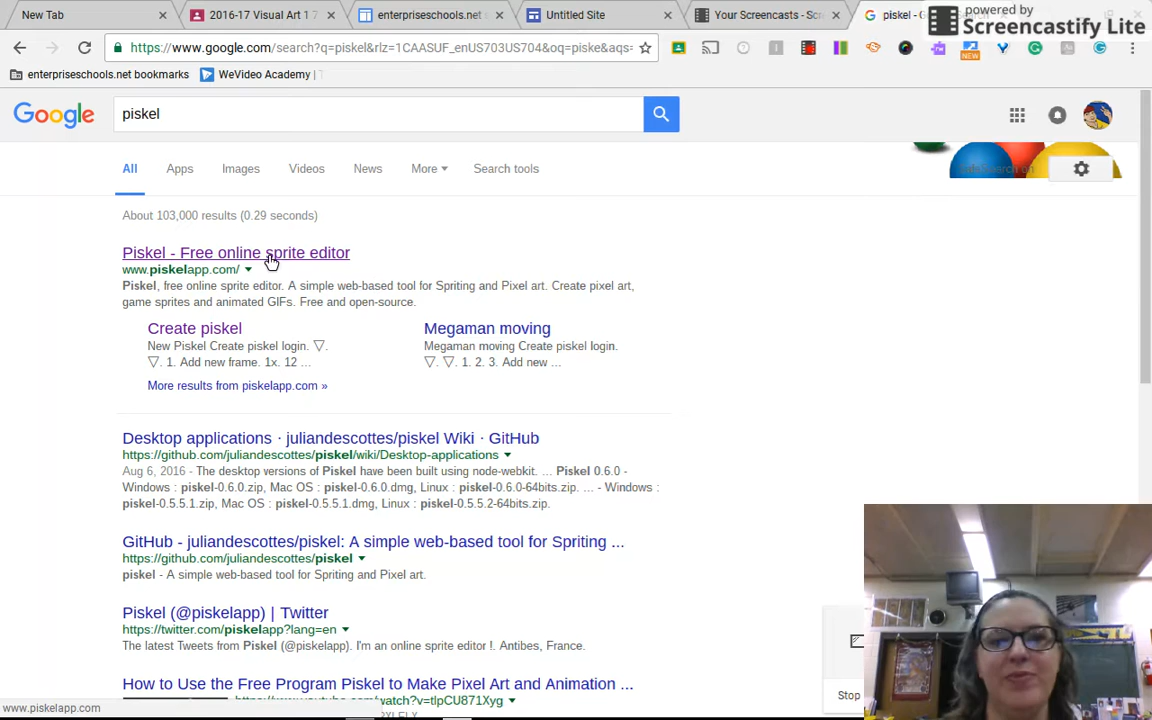 New Tab
2016-17 Visual Art 1 7
enterpriseschools.net
Untitled Site
Your Screencasts - S
piskel -
powered by
Screencastify Lite
https://www.google.com/search?q=piskel&rlz=1CAASUF_enUS703US704&oq=piske&aqs=
NEW
enterpriseschools.net bookmarks
WeVideo Academy |
Google
piskel
All
Apps
Images
Videos
News
More
Search tools
About 103,000 results (0.29 seconds)
Piskel - Free online sprite editor
www.piskelapp.com/
Piskel, free online sprite editor. A simple web-based tool for Spriting and Pixel art. Create pixel art,
game sprites and animated GIFs. Free and open-source.
Create piskel
New Piskel Create piskel login. ▽.
▽. 1. Add new frame. 1x. 12 ...
Megaman moving
Megaman moving Create piskel login.
▽. ▽. 1. 2. 3. Add new ...
More results from piskelapp.com »
Desktop applications · juliandescottes/piskel Wiki · GitHub
https://github.com/juliandescottes/piskel/wiki/Desktop-applications
Aug 6, 2016 - The desktop versions of Piskel have been built using node-webkit. ... Piskel 0.6.0 -
Windows : piskel-0.6.0.zip, Mac OS : piskel-0.6.0.dmg, Linux : piskel-0.6.0-64bits.zip. ... - Windows :
piskel-0.5.5.1.zip, Mac OS : piskel-0.5.5.1.dmg, Linux : piskel-0.5.5.2-64bits.zip.
GitHub - juliandescottes/piskel: A simple web-based tool for Spriting ...
https://github.com/juliandescottes/piskel
piskel - A simple web-based tool for Spriting and Pixel art.
Piskel (@piskelapp) | Twitter
https://twitter.com/piskelapp?lang=en
The latest Tweets from Piskel (@piskelapp). I'm an online sprite editor !. Antibes, France.
How to Use the Free Program Piskel to Make Pixel Art and Animation ...
Stop
www.piskelapp.com